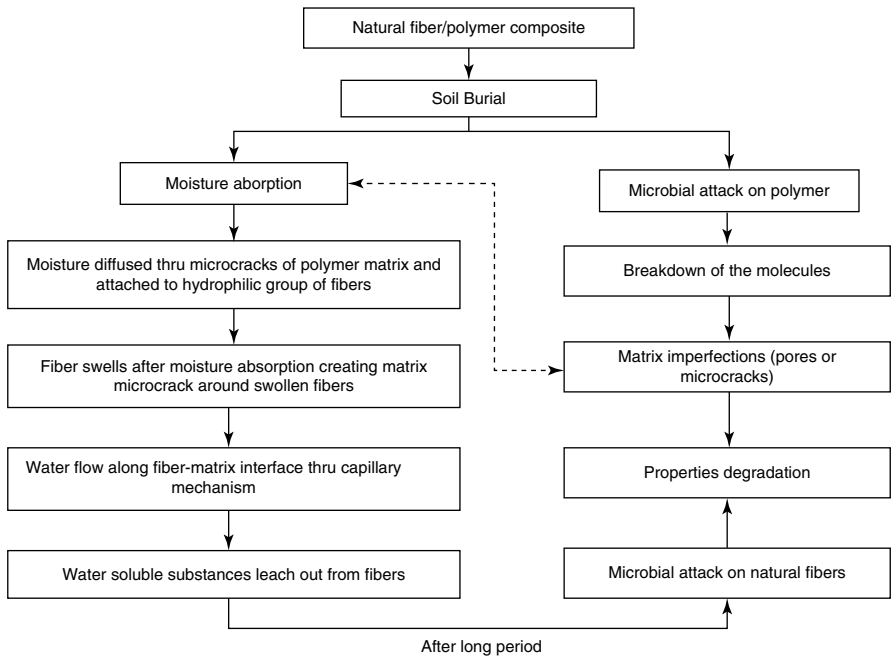 Natural fiber/polymer composite
Soil Burial
Moisture aborption
Moisture diffused thru microcracks of polymer matrix and
attached to hydrophilic group of fibers
Fiber swells after moisture absorption creating matrix
microcrack around swollen fibers
Water flow along fiber-matrix interface thru capillary
mechanism
Water soluble substances leach out from fibers
Microbial attack on polymer
Breakdown of the molecules
Matrix imperfections (pores or
microcracks)
Properties degradation
Microbial attack on natural fibers
After long period